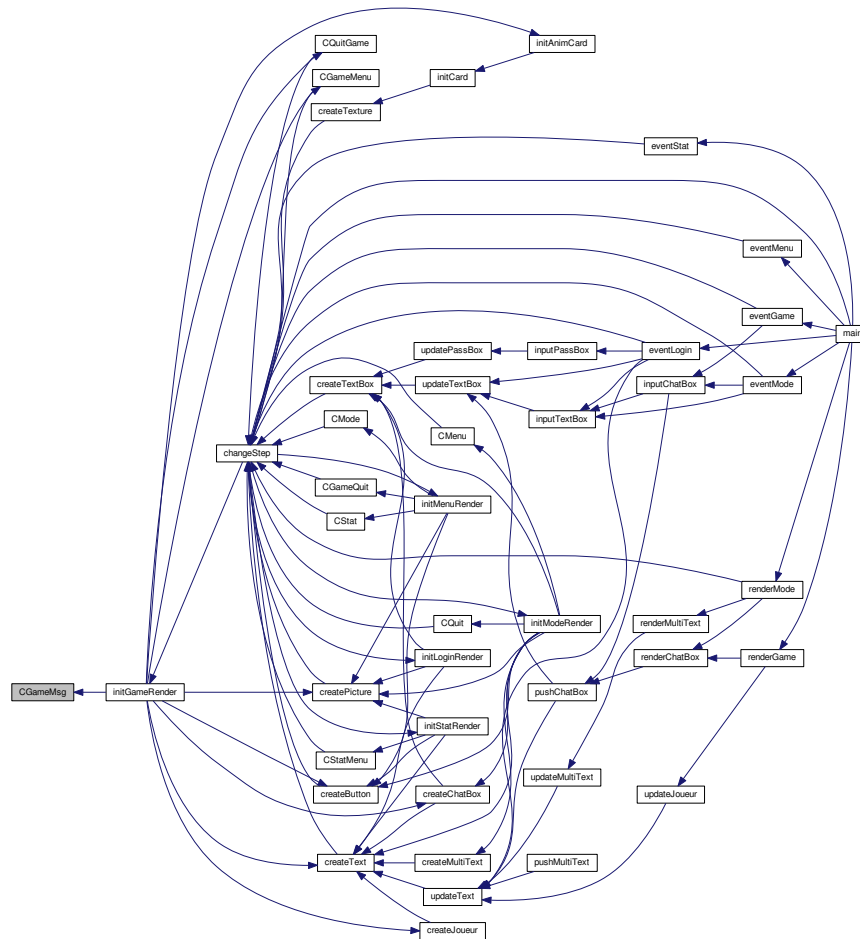 CQuitGame
initAnimCard
CGameMenu
initCard
createTexture
eventStat
eventMenu
eventGame
main
updatePassBox
inputPassBox
eventLogin
createTextBox
updateTextBox
inputChatBox
eventMode
CMode
inputTextBox
CMenu
changeStep
CGameQuit
initMenuRender
CStat
renderMode
CQuit
initModeRender
renderMultiText
initLoginRender
renderChatBox
renderGame
CGameMsg
initGameRender
createPicture
pushChatBox
initStatRender
CStatMenu
updateMultiText
createButton
createChatBox
updateJoueur
createText
createMultiText
pushMultiText
updateText
createJoueur